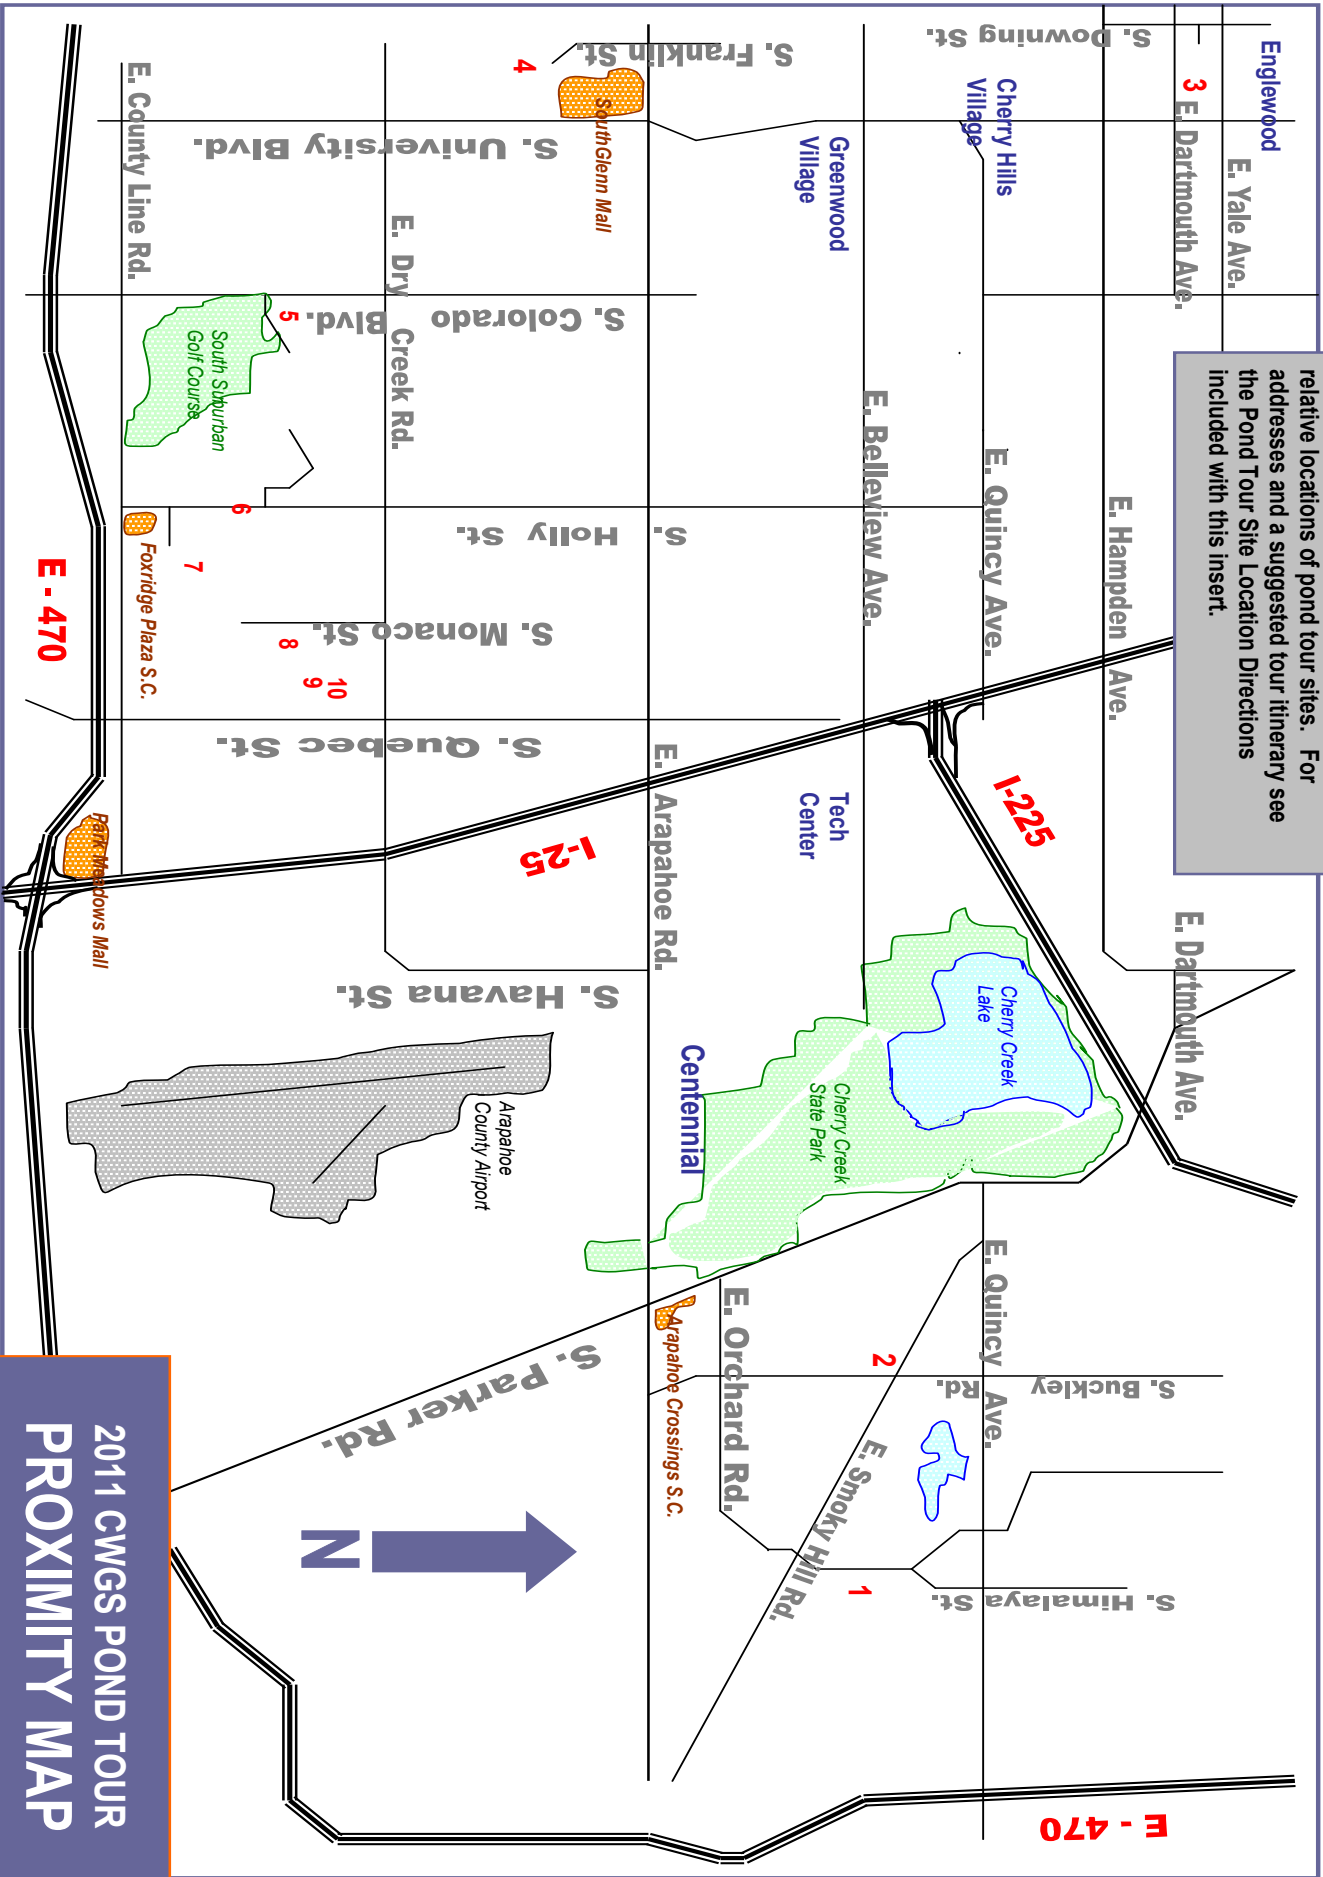 relative locations of pond tour sites. For
addresses and a suggested tour itinerary see
the Pond Tour Site Location Directions
included with this insert.
Englewood
E. Yale Ave.
3
E. Dartmouth Ave.
S. Downing St.
Cherry Hills
Village
Greenwood
Village
S. Franklin St
4
SouthGlenn Mall
S. University Blvd.
E. County Line Rd.
E. Dry Creek Rd.
S. Colorado Blvd.
5
South Suburban
Golf Course
E. Belleview Ave.
E. Quincy Ave.
E. Hampden Ave.
S. Holly St.
6
7
Foxridge Plaza S.C.
E - 470
S. Monaco St.
8
9
10
S. Quebec St.
E. Arapahoe Rd.
I-25
Tech
Center
I-225
Park Meadows Mall
E. Dartmouth Ave.
S. Havana St.
Cherry Creek
Lake
Cherry Creek
State Park
Centennial
Arapahoe
County Airport
S. Parker Rd.
E. Orchard Rd.
Arapahoe Crossings S.C.
2
E. Quincy Ave.
S. Buckley Rd.
E. Smoky Hill Rd.
1
S. Himalaya St.
E - 470
N
2011 CWGS POND TOUR
PROXIMITY MAP